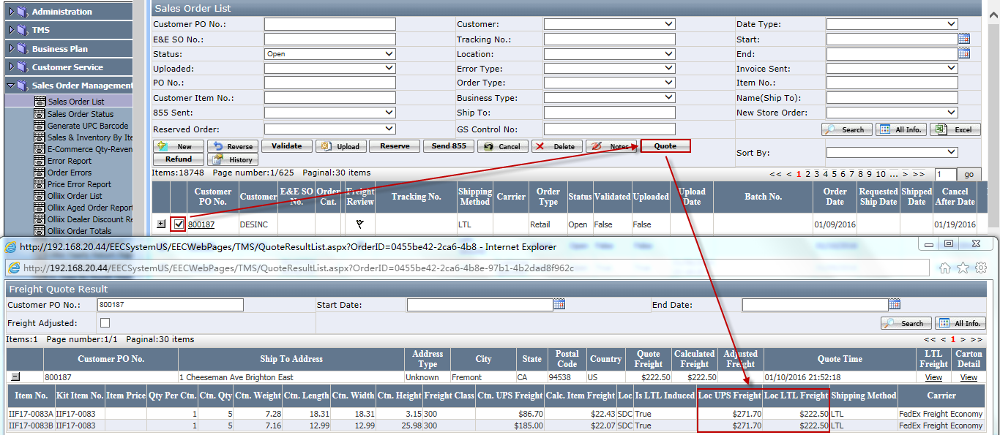 Administration
TMS
Business Plan
Customer Service
Sales Order Management
Sales Order List
Sales Order Status
Generate UPC Barcode
Sales & Inventory By Ite
E-Commerce Qty-Reven
Error Report
Order Errors
Price Error Report
Olliix Order List
Olliix Aged Order Report
Olliix Dealer Discount Re
Olliix Order Totals
Sales Order List
Customer PO No.: Customer: Date Type:
E&E SO No.: Tracking No.: Start:
Status: Open Location: End:
Uploaded: Error Type: Invoice Sent:
PO No.: Order Type: Item No.:
Customer Item No.: Business Type: Name(Ship To):
855 Sent: Ship To: New Store Order:
Reserved Order: GS Control No: Search All Info. Excel
New Reverse Validate Upload Reserve Send 855 Cancel Delete Notes Quote
Refund History Sort By:
Items:18748 Page number:1/625 Paginal:30 items << < 1 2 3 4 5 6 7 8 9 10 ... > >> 1 go
Customer PO No. Customer E&E SO No. Order Cnt. Freight Review Tracking No. Shipping Method Carrier Order Type Status Validated Uploaded Upload Date Batch No. Order Date Requested Ship Date Shipped Date Cancel After Date
800187 DESINC LTL Retail Open False False 01/09/2016 01/19/2016
http://192.168.20.44/EECSystemUS/EECWebPages/TMS/QuoteResultList.aspx?OrderID=0455be42-2ca6-4b8 - Internet Explorer
http://192.168.20.44/EECSystemUS/EECWebPages/TMS/QuoteResultList.aspx?OrderID=0455be42-2ca6-4b8e-97b1-4b2dad8f962c
Freight Quote Result
Customer PO No.: 800187 Start Date: End Date:
Freight Adjusted: Search All Info.
Items:1 Page number:1/1 Paginal:30 items << < 1 > >>
Customer PO No. Ship To Address Address Type City State Postal Code Country Quote Freight Calculated Freight Adjusted Freight Quote Time LTL Freight Carton Detail
800187 1 Cheeseman Ave Brighton East Unknown Fremont CA 94538 US $222.50 $222.50 01/10/2016 21:52:18 View View
Item No. Kit Item No. Item Price Qty Per Ctn. Ctn. Qty Ctn. Weight Ctn. Length Ctn. Width Ctn. Height Freight Class Ctn. UPS Freight Calc. Item Freight Loc Is LTL Induced Loc UPS Freight Loc LTL Freight Shipping Method Carrier
IIF17-0083A IIF17-0083 1 5 7.28 18.31 18.31 3.15 300 $86.70 $22.43 SDC True $271.70 $222.50 LTL FedEx Freight Economy
IIF17-0083B IIF17-0083 1 5 7.16 12.99 12.99 25.98 300 $185.00 $22.07 SDC True $271.70 $222.50 LTL FedEx Freight Economy